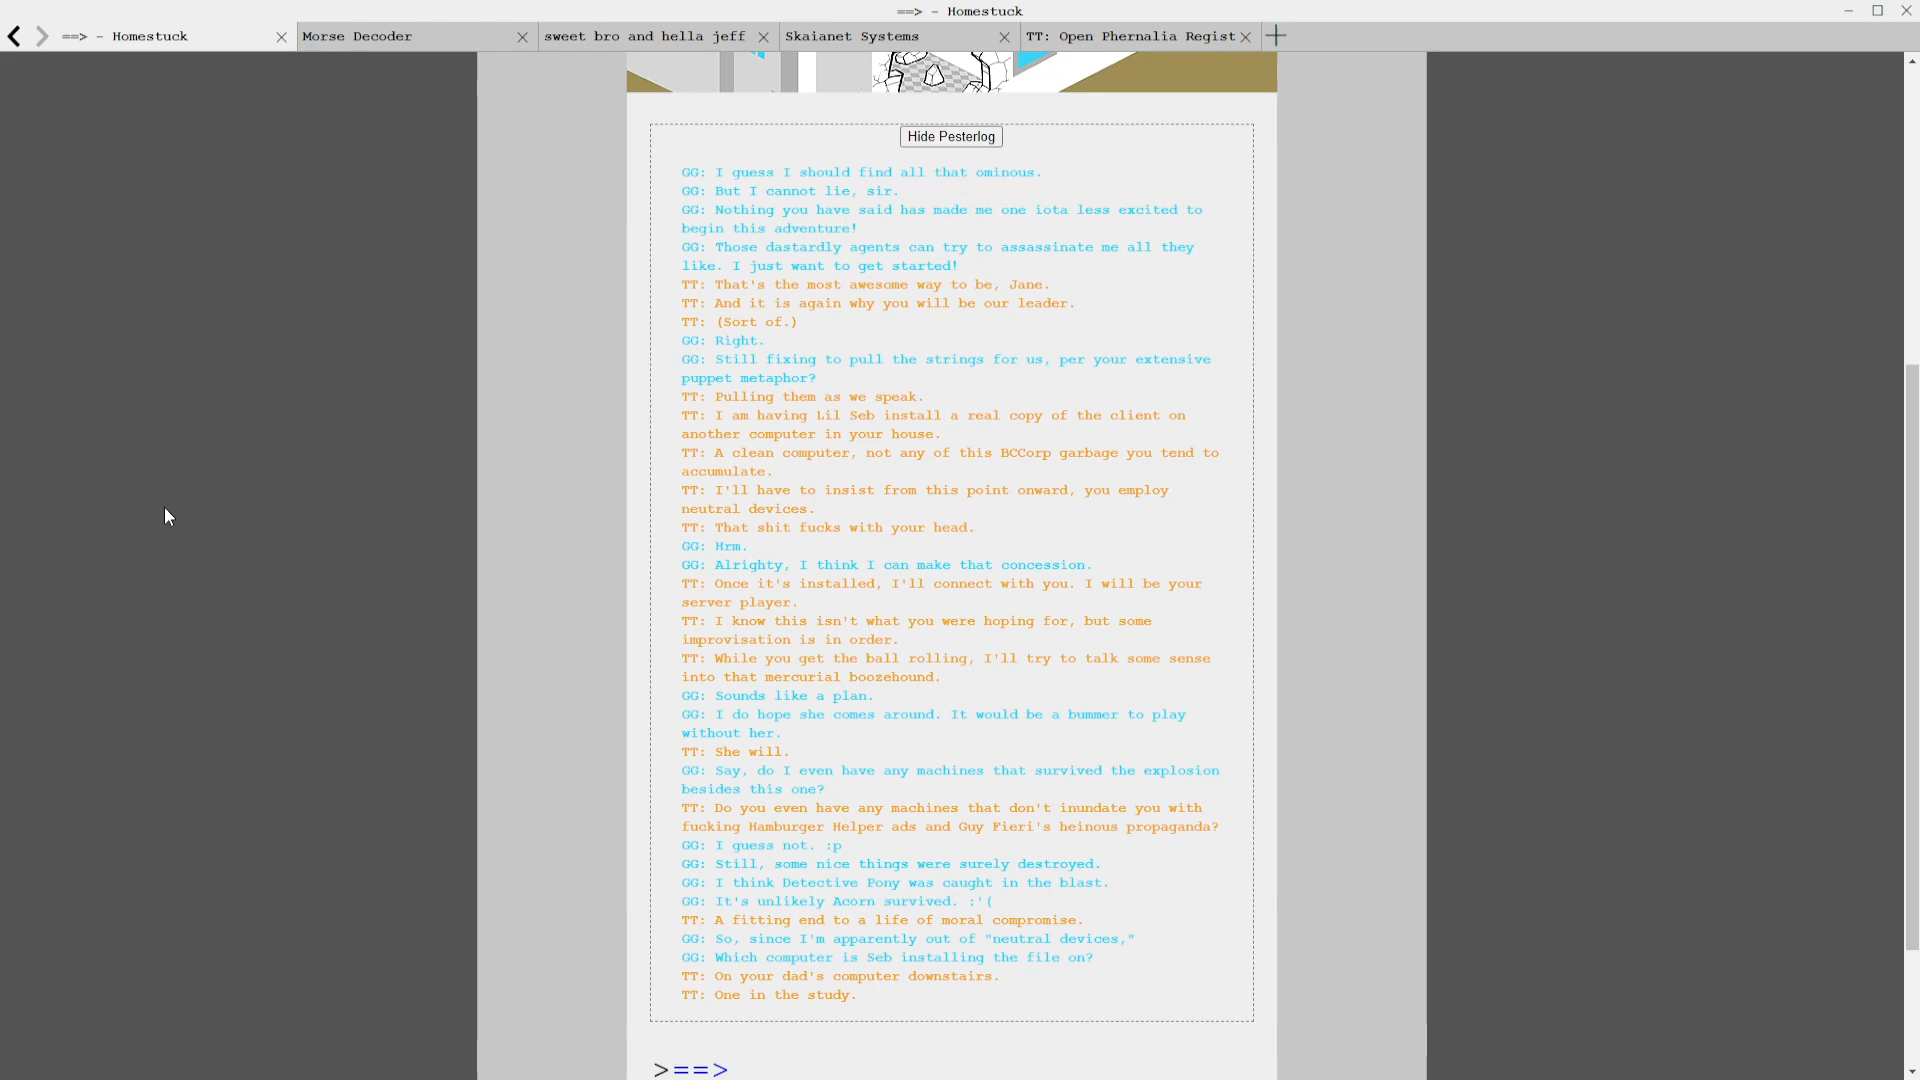 ==> - Homestuck
==> - Homestuck
Morse Decoder
sweet bro and hella jeff
Skaianet Systems
TT: Open Phernalia Regist
Hide Pesterlog
GG: I guess I should find all that ominous.
GG: But I cannot lie, sir.
GG: Nothing you have said has made me one iota less excited to
begin this adventure!
GG: Those dastardly agents can try to assassinate me all they
like. I just want to get started!
TT: That's the most awesome way to be, Jane.
TT: And it is again why you will be our leader.
TT: (Sort of.)
GG: Right.
GG: Still fixing to pull the strings for us, per your extensive
puppet metaphor?
TT: Pulling them as we speak.
TT: I am having Lil Seb install a real copy of the client on
another computer in your house.
TT: A clean computer, not any of this BCCorp garbage you tend to
accumulate.
TT: I'll have to insist from this point onward, you employ
neutral devices.
TT: That shit fucks with your head.
GG: Hrm.
GG: Alrighty, I think I can make that concession.
TT: Once it's installed, I'll connect with you. I will be your
server player.
TT: I know this isn't what you were hoping for, but some
improvisation is in order.
TT: While you get the ball rolling, I'll try to talk some sense
into that mercurial boozehound.
GG: Sounds like a plan.
GG: I do hope she comes around. It would be a bummer to play
without her.
TT: She will.
GG: Say, do I even have any machines that survived the explosion
besides this one?
TT: Do you even have any machines that don't inundate you with
fucking Hamburger Helper ads and Guy Fieri's heinous propaganda?
GG: I guess not. :p
GG: Still, some nice things were surely destroyed.
GG: I think Detective Pony was caught in the blast.
GG: It's unlikely Acorn survived. :'(
TT: A fitting end to a life of moral compromise.
GG: So, since I'm apparently out of "neutral devices,"
GG: Which computer is Seb installing the file on?
TT: On your dad's computer downstairs.
TT: One in the study.
>==>